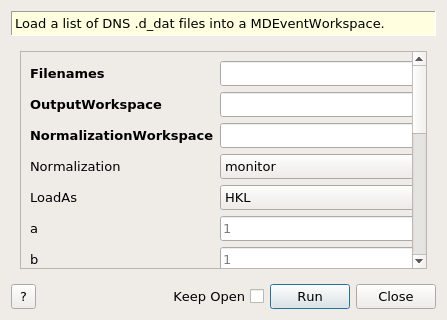 Load a list of DNS .d_dat files into a MDEventWorkspace.
Filenames
OutputWorkspace
NormalizationWorkspace
Normalization monitor
LoadAs HKL
a 1
b 1
? Keep Open Run Close